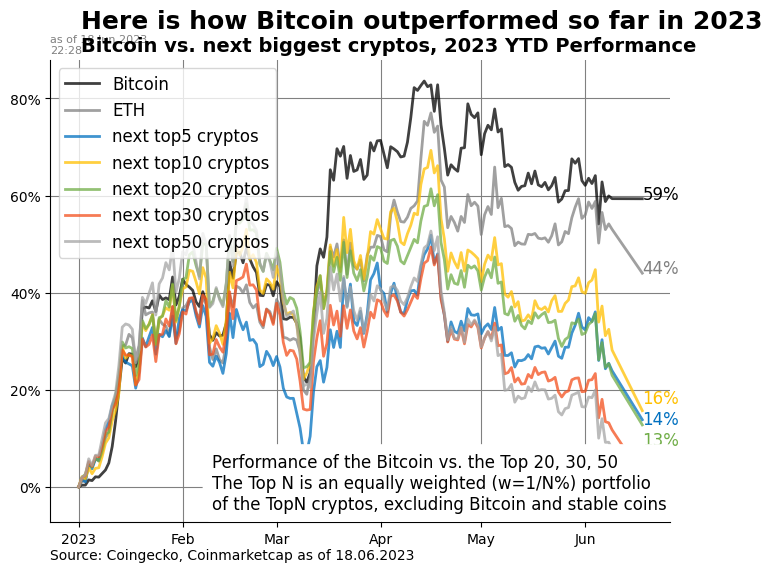 Here is how Bitcoin outperformed so far in 2023
as of 18 Jun 2023
22:28
Bitcoin vs. next biggest cryptos, 2023 YTD Performance
Bitcoin
ETH
next top5 cryptos
next top10 cryptos
next top20 cryptos
next top30 cryptos
next top50 cryptos
80%
60%
40%
20%
0%
59%
44%
16%
14%
13%
Performance of the Bitcoin vs. the Top 20, 30, 50
The Top N is an equally weighted (w=1/N%) portfolio
of the TopN cryptos, excluding Bitcoin and stable coins
2023 Feb Mar Apr May Jun
Source: Coingecko, Coinmarketcap as of 18.06.2023